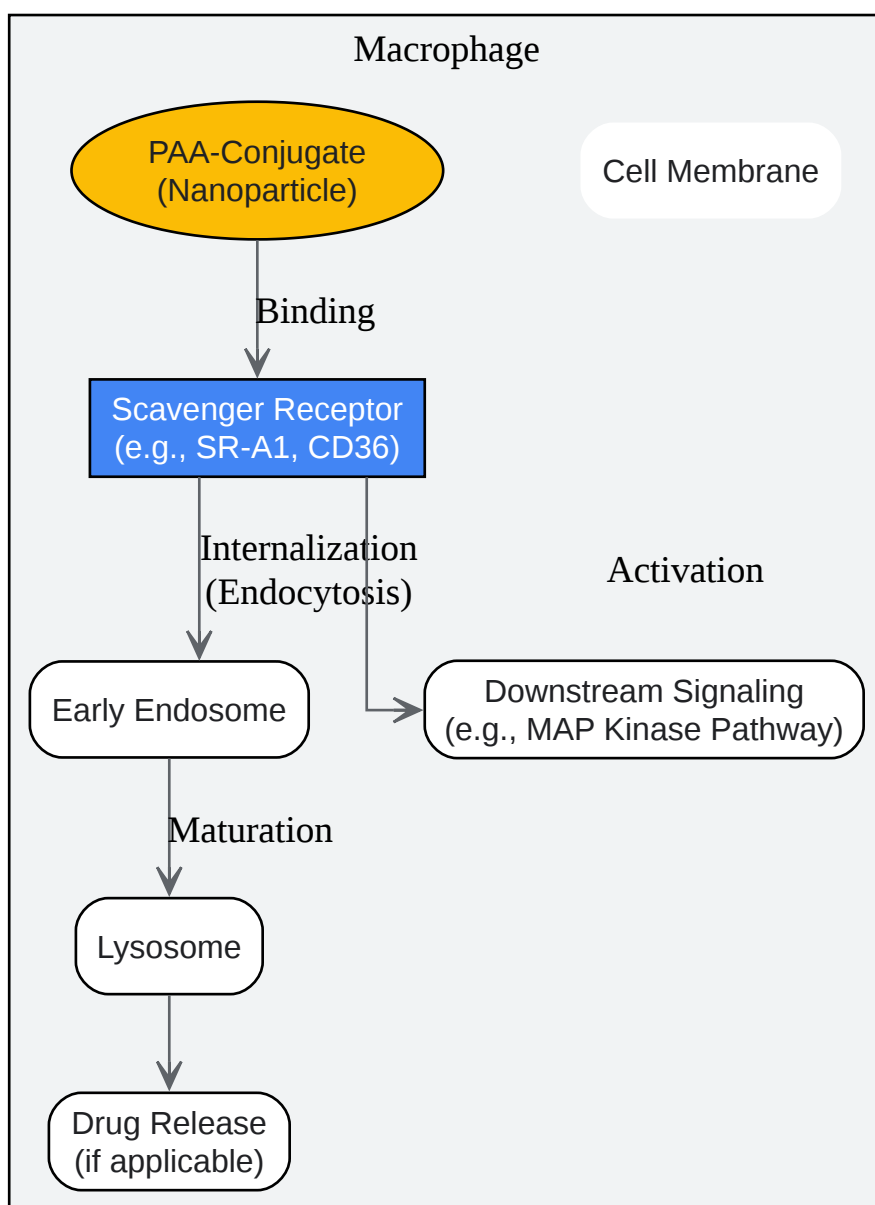 Macrophage
PAA-Conjugate
(Nanoparticle)
Cell Membrane
Binding
Scavenger Receptor
(e.g., SR-A1, CD36)
Internalization
(Endocytosis)
Activation
Early Endosome
Downstream Signaling
(e.g., MAP Kinase Pathway)
Maturation
Lysosome
Drug Release
(if applicable)